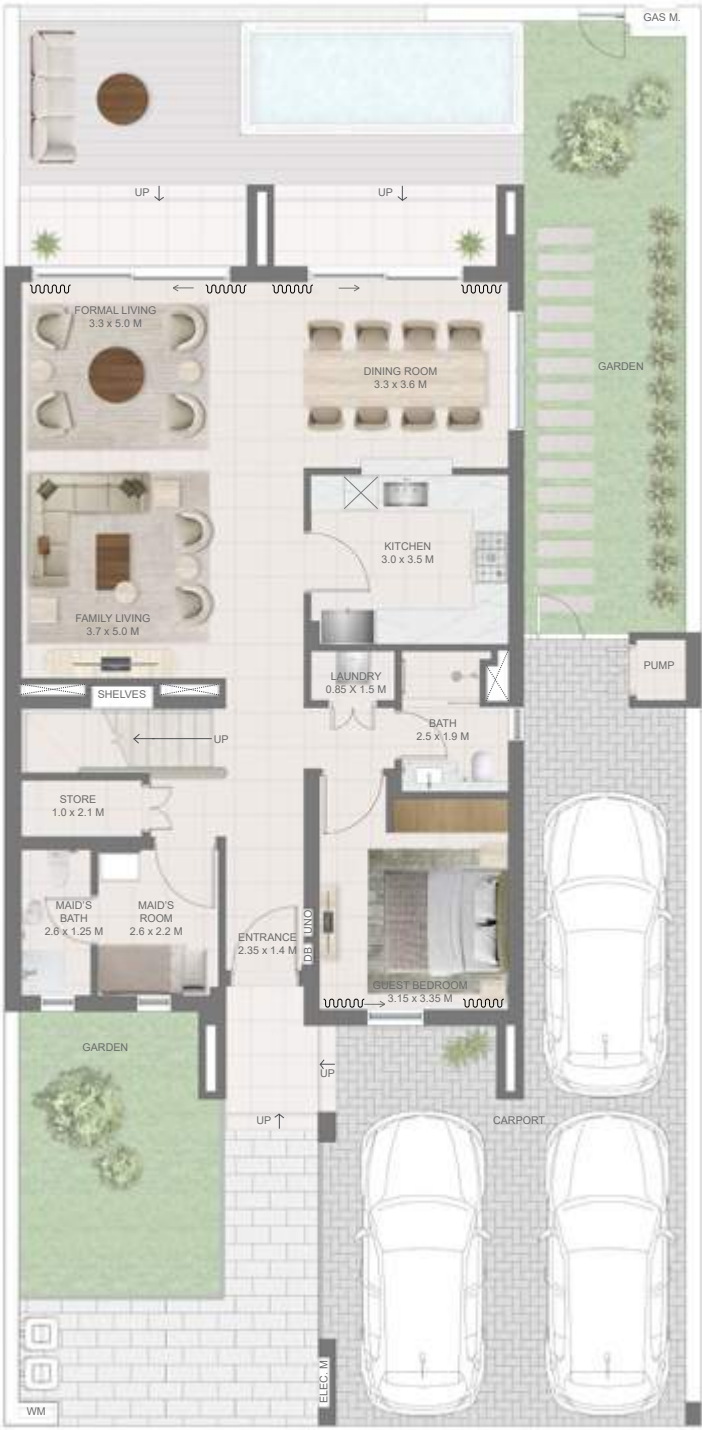 GAS M.
UP
UP
FORMAL LIVING
3.3 x 5.0 M
DINING ROOM
3.3 x 3.6 M
GARDEN
KITCHEN
3.0 x 3.5 M
FAMILY LIVING
3.7 x 5.0 M
PUMP
LAUNDRY
0.85 X 1.5 M
SHELVES
BATH
2.5 x 1.9 M
UP
STORE
1.0 x 2.1 M
MAID'S
BATH
2.6 x 1.25 M
MAID'S
ROOM
2.6 x 2.2 M
ENTRANCE
2.35 x 1.4 M
DB
UNO
GUEST BEDROOM
3.15 x 3.35 M
GARDEN
UP
UP
CARPORT
ELEC. M
WM